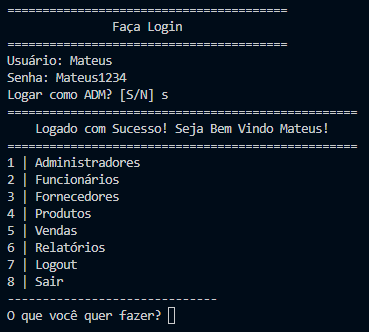 ========================================
Faça Login
========================================
Usuário: Mateus
Senha: Mateus1234
Logar como ADM? [S/N] s
==================================================
Logado com Sucesso! Seja Bem Vindo Mateus!
==================================================
1 | Administradores
2 | Funcionários
3 | Fornecedores
4 | Produtos
5 | Vendas
6 | Relatórios
7 | Logout
8 | Sair
------------------------------
O que você quer fazer?